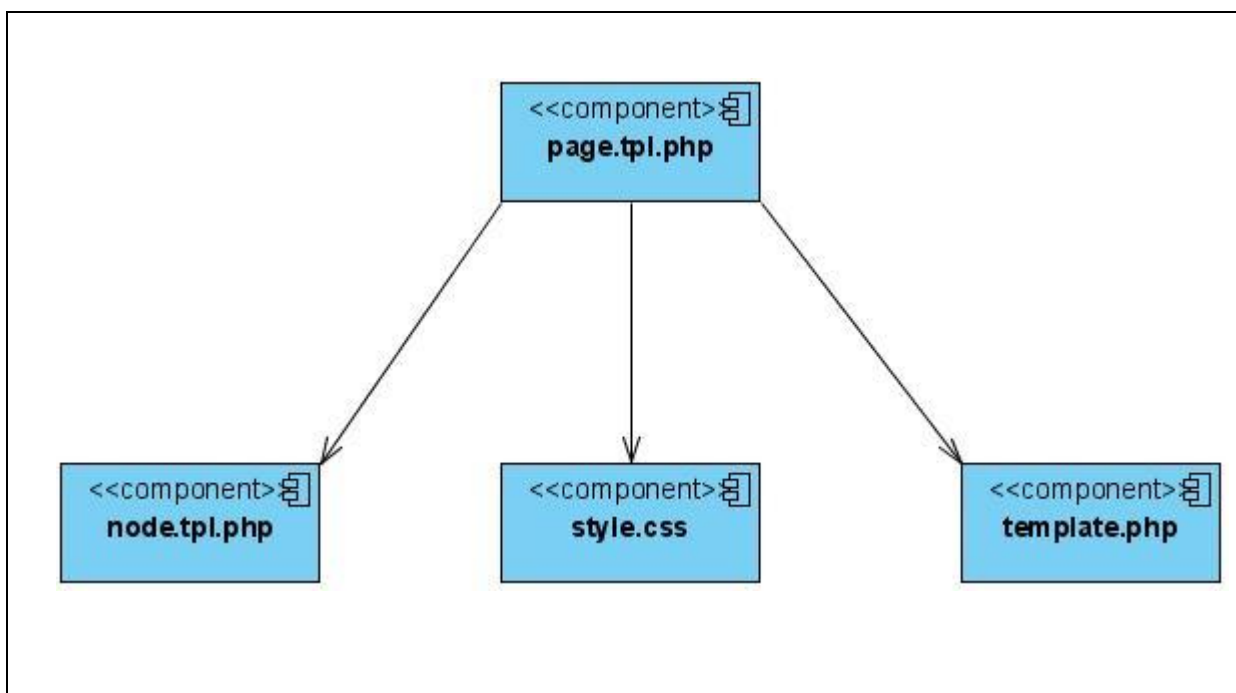 <<component>>
page.tpl.php
<<component>>
node.tpl.php
<<component>>
style.css
<<component>>
template.php